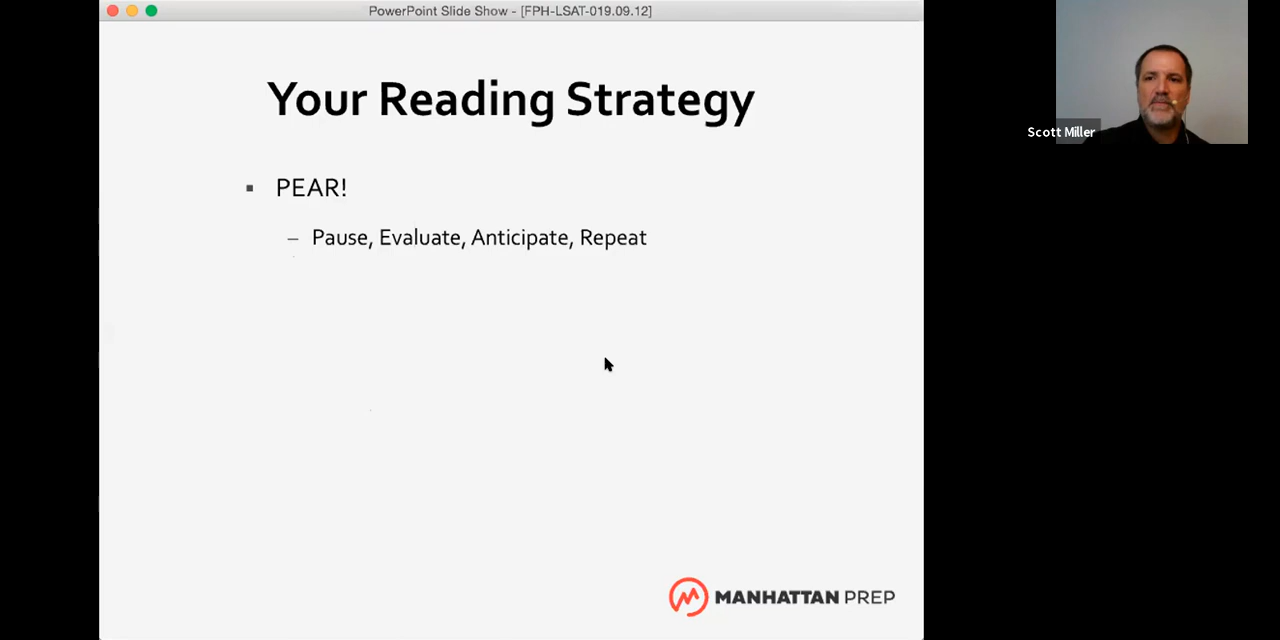 PowerPoint Slide Show - [FPH-LSAT-019.09.12]
Your Reading Strategy
PEAR!
Pause, Evaluate, Anticipate, Repeat
Scott Miller
MANHATTAN PREP